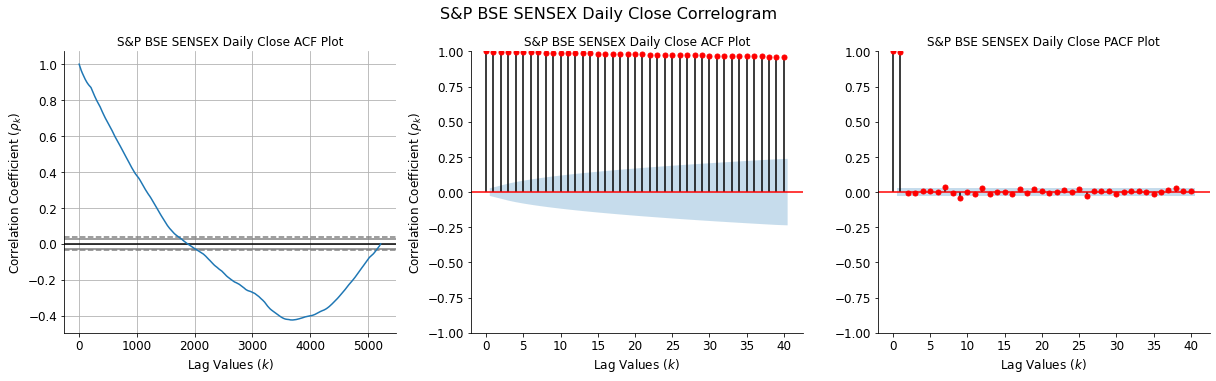 S&P BSE SENSEX Daily Close Correlogram
S&P BSE SENSEX Daily Close ACF Plot
1.0
0.8
0.6
0.4
0.2
0.0
−0.2
−0.4
Correlation Coefficient (ρₖ)
0 1000 2000 3000 4000 5000
Lag Values (k)
S&P BSE SENSEX Daily Close ACF Plot
1.00
0.75
0.50
0.25
0.00
−0.25
−0.50
−0.75
−1.00
Correlation Coefficient (ρₖ)
0 5 10 15 20 25 30 35 40
Lag Values (k)
S&P BSE SENSEX Daily Close PACF Plot
1.00
0.75
0.50
0.25
0.00
−0.25
−0.50
−0.75
−1.00
0 5 10 15 20 25 30 35 40
Lag Values (k)